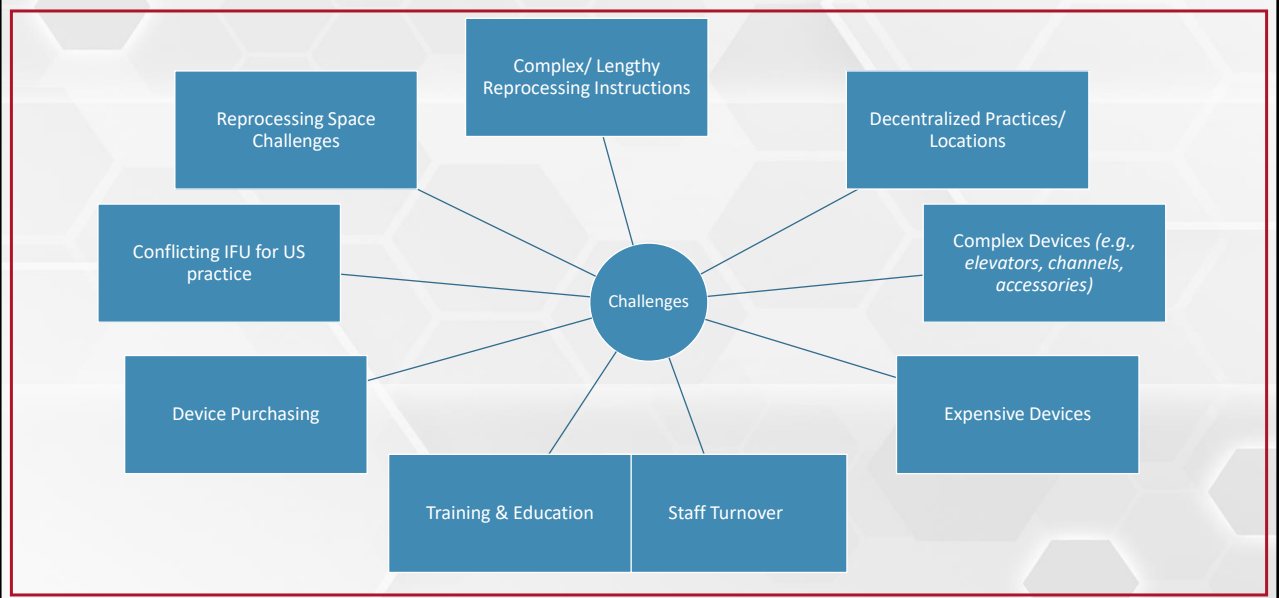 Complex/ Lengthy
Reprocessing Instructions
Reprocessing Space
Challenges
Decentralized Practices/
Locations
Conflicting IFU for US
practice
Complex Devices (e.g.,
elevators, channels,
accessories)
Challenges
Device Purchasing
Expensive Devices
Training & Education
Staff Turnover